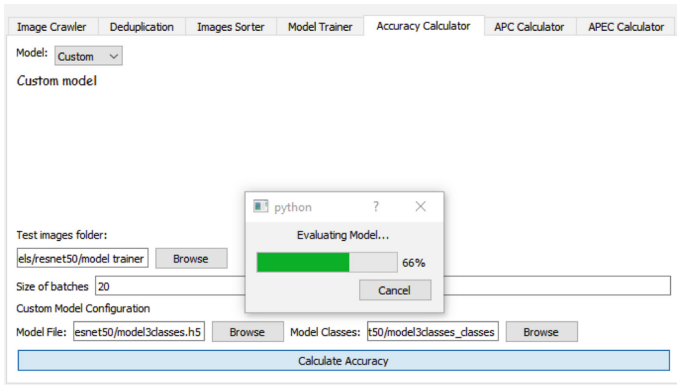 Image Crawler Deduplication Images Sorter Model Trainer Accuracy Calculator APC Calculator APEC Calculator
Model: Custom
Custom model
python ? ×
Evaluating Model...
66%
Cancel
Test images folder:
els/resnet50/model trainer Browse
Size of batches 20
Custom Model Configuration
Model File: esnet50/model3classes.h5 Browse Model Classes: t50/model3classes_classes Browse
Calculate Accuracy